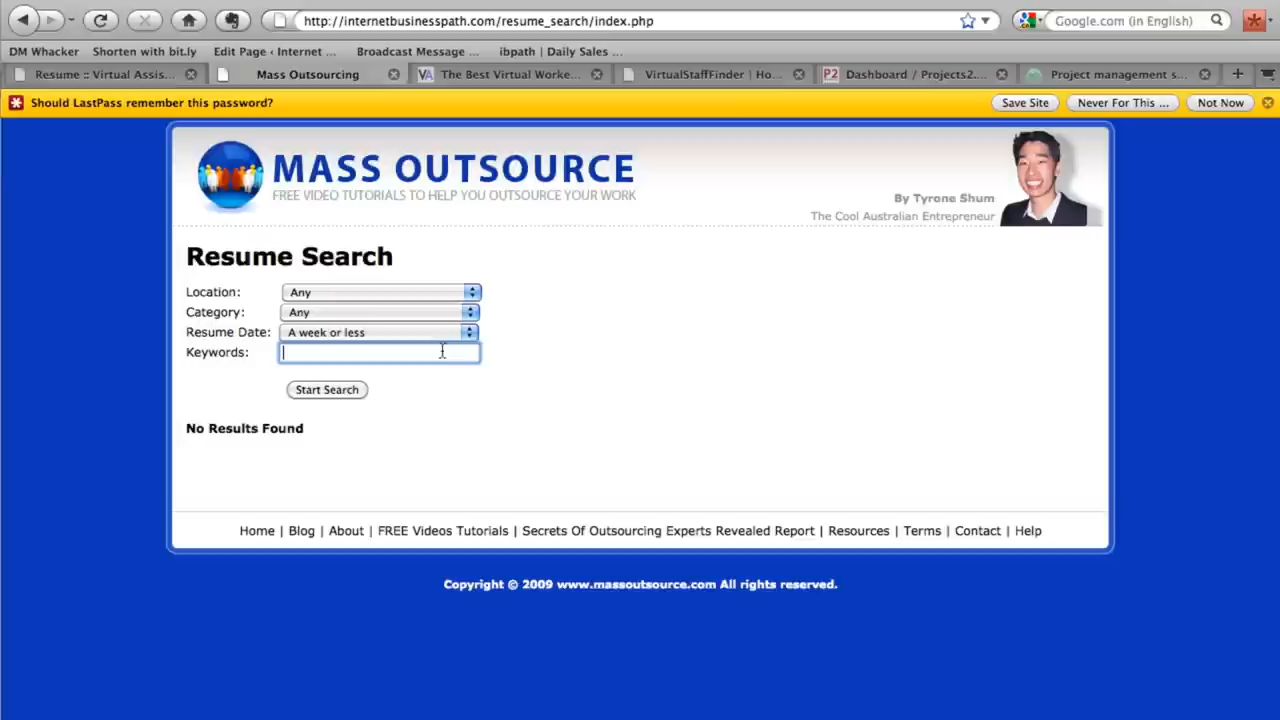 http://internetbusinesspath.com/resume_search/index.php
Google.com (in English)
DM Whacker Shorten with bit.ly Edit Page ‹ Internet ... Broadcast Message ... ibpath | Daily Sales ...
Resume :: Virtual Assis... Mass Outsourcing VA The Best Virtual Worke... VirtualStaffFinder | Ho... P2 Dashboard / Projects2.... Project management s...
Should LastPass remember this password? Save Site Never For This ... Not Now
MASS OUTSOURCE
FREE VIDEO TUTORIALS TO HELP YOU OUTSOURCE YOUR WORK
By Tyrone Shum
The Cool Australian Entrepreneur
Resume Search
Location: Any
Category: Any
Resume Date: A week or less
Keywords:
Start Search
No Results Found
Home | Blog | About | FREE Videos Tutorials | Secrets Of Outsourcing Experts Revealed Report | Resources | Terms | Contact | Help
Copyright © 2009 www.massoutsource.com All rights reserved.